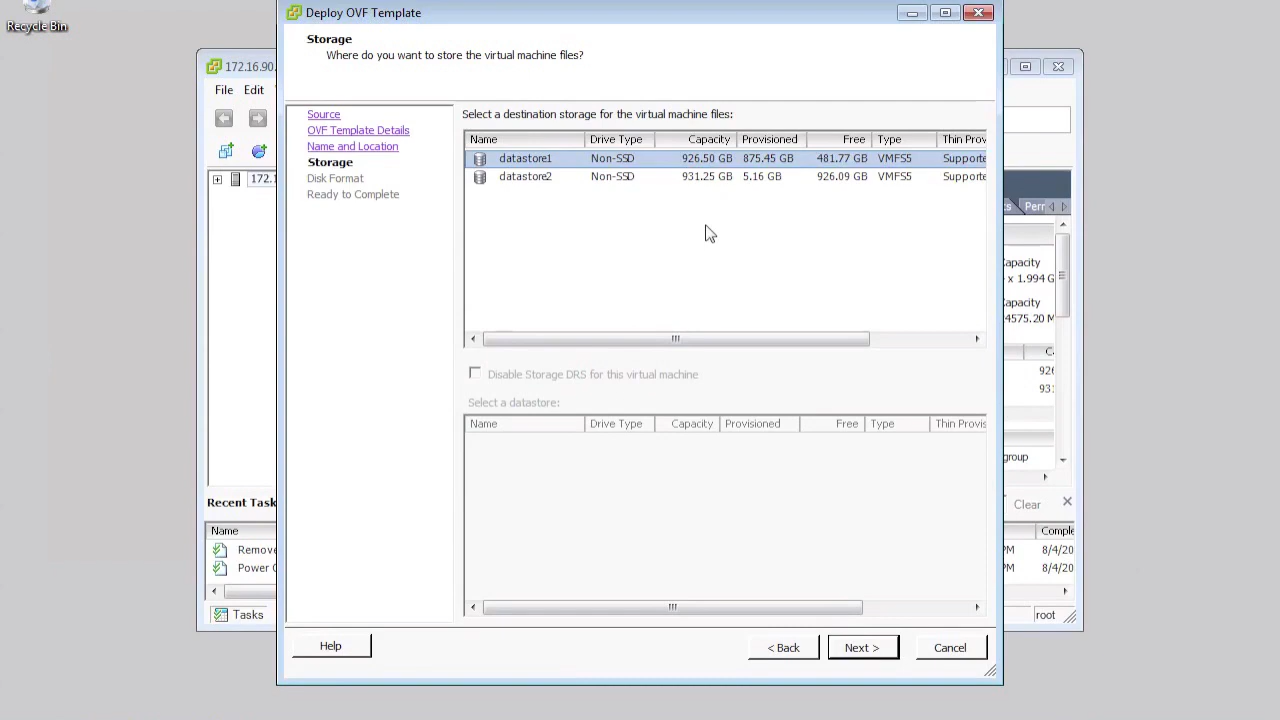 Recycle Bin
Deploy OVF Template
Storage
Where do you want to store the virtual machine files?
172.16.90.
File Edit
Source
OVF Template Details
Name and Location
Storage
Disk Format
Ready to Complete
Select a destination storage for the virtual machine files:
Name Drive Type Capacity Provisioned Free Type Thin Provi
datastore1 Non-SSD 926.50 GB 875.45 GB 481.77 GB VMFS5 Supporte
datastore2 Non-SSD 931.25 GB 5.16 GB 926.09 GB VMFS5 Supporte
172.1
ts Perr
Capacity
x 1.994 G
Capacity
4575.20 M
Ca
926
931
group
Disable Storage DRS for this virtual machine
Select a datastore:
Name Drive Type Capacity Provisioned Free Type Thin Provis
Recent Task
Clear
Name
Comple
Remove
PM 8/4/20
Power O
PM 8/4/20
Tasks
root
Help
< Back Next > Cancel